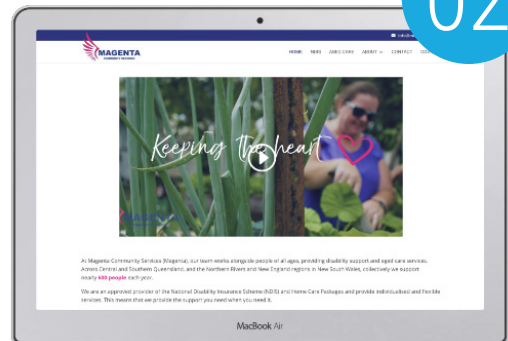 02
MAGENTA
COMMUNITY SERVICES
HOME NDIS AGED CARE ABOUT CONTACT
Keeping the heart
MAGENTA
At Magenta Community Services (Magenta), our team works alongside people of all ages, providing disability support and aged care services.
Across Central and Southern Queensland, and the Northern Rivers and New England regions in New South Wales, collectively we support
nearly 600 people each year.
We are an approved provider of the National Disability Insurance Scheme (NDIS) and Home Care Packages and provide individualised and flexible
services. This means that we provide the support you need when you need it.
MacBook Air